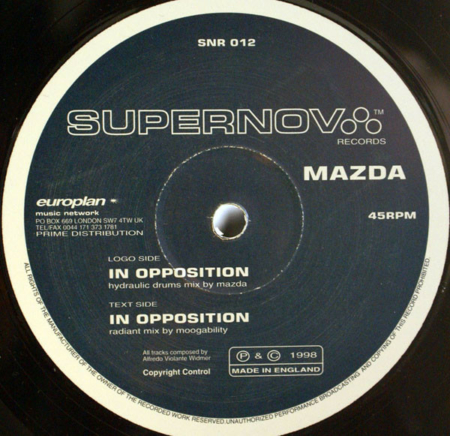 SNR 012
SUPERNOVA™
RECORDS
MAZDA
europlan
music network
PO BOX 669 LONDON SW7 4TW UK
TEL/FAX 0044 171 373 1781
PRIME DISTRIBUTION
45RPM
LOGO SIDE
IN OPPOSITION
hydraulic drums mix by mazda
TEXT SIDE
IN OPPOSITION
radiant mix by moogability
All tracks composed by
Alfredo Violante Widmer
Copyright Control
Ⓟ & © 1998
MADE IN ENGLAND
ALL RIGHTS OF THE MANUFACTURER OF THE OWNER OF THE RECORDED WORK RESERVED. UNAUTHORIZED PERFORMANCE BROADCASTING AND COPYING OF THIS RECORD PROHIBITED.